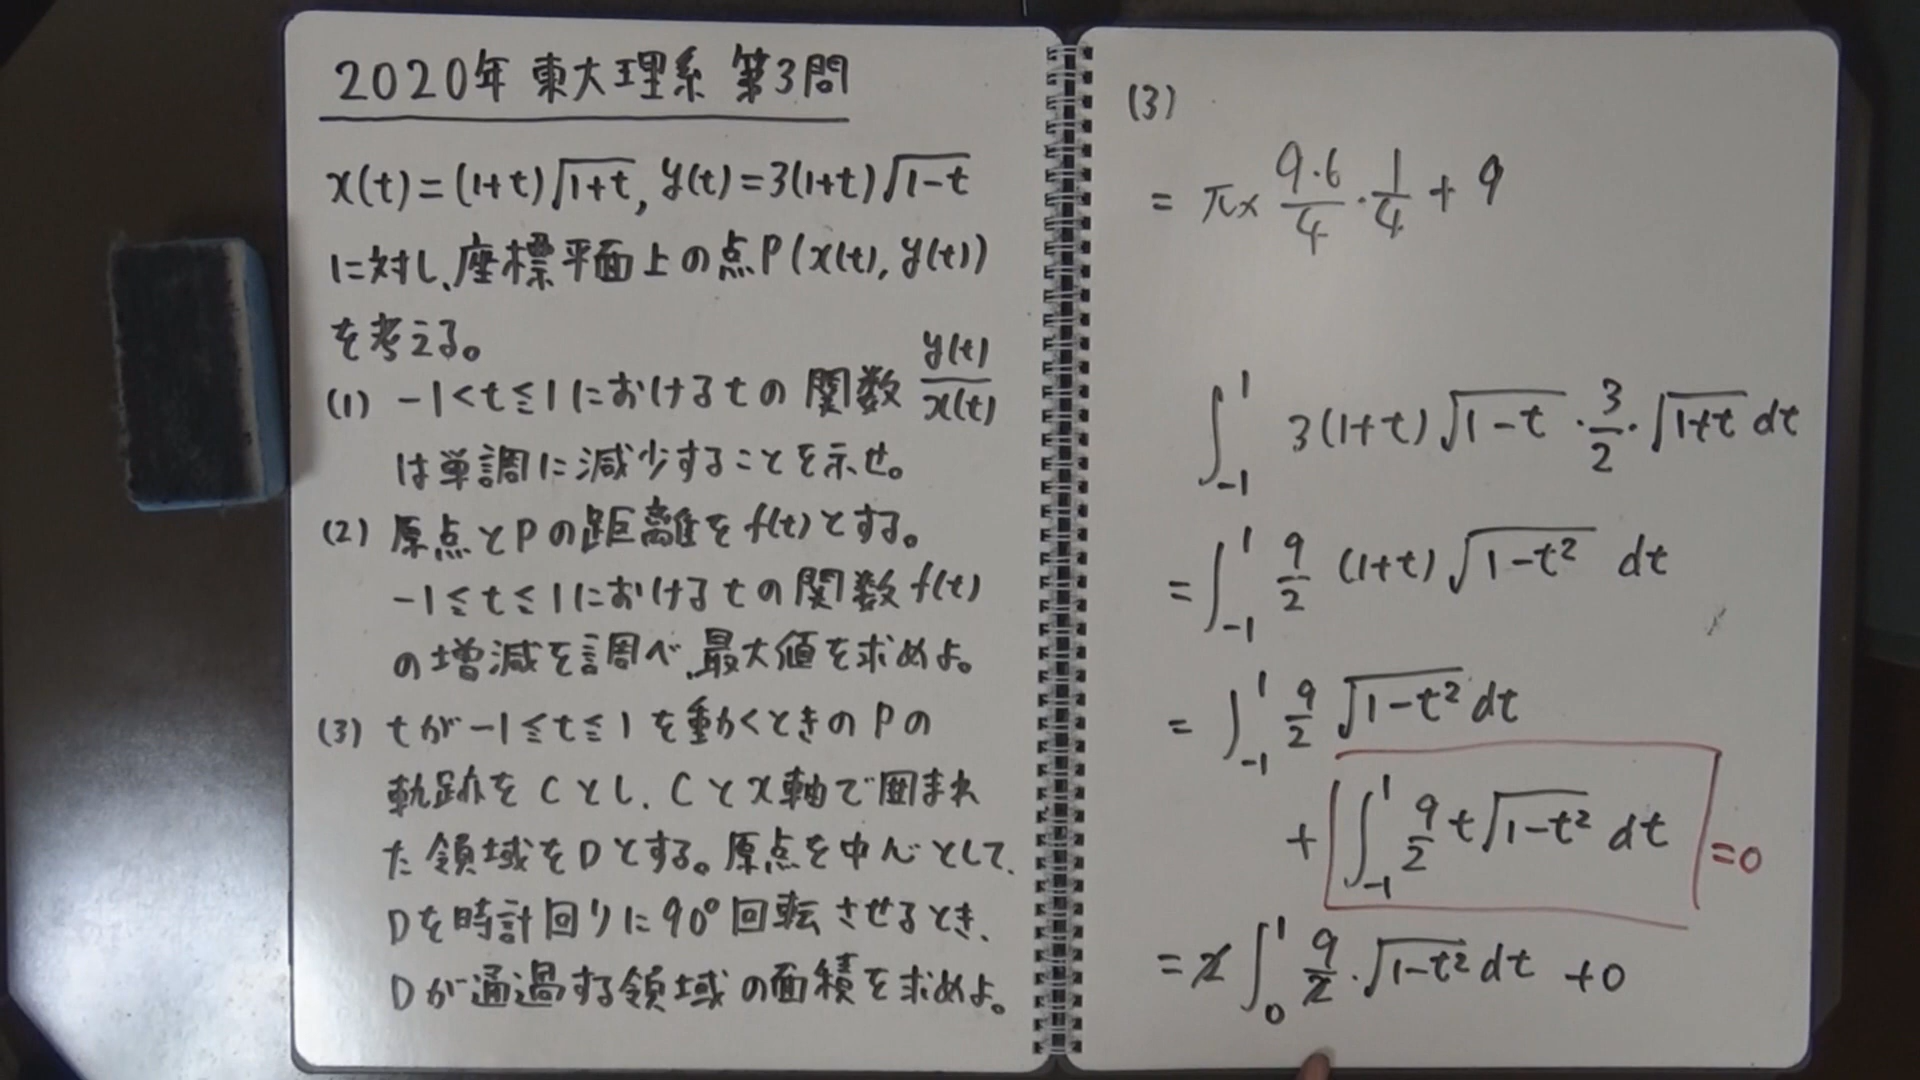 2020年 東大理系 第3問
x(t)=(1+t)√(1+t), y(t)=3(1+t)√(1-t)
に対し、座標平面上の点P(x(t), y(t))
を考える。
(1) -1<t≦1におけるtの関数 y(t)/x(t)
は単調に減少することを示せ。
(2) 原点とPの距離をf(t)とする。
-1≦t≦1におけるtの関数f(t)
の増減を調べ、最大値を求めよ。
(3) tが-1≦t≦1を動くときのPの
軌跡をCとし、Cとx軸で囲まれ
た領域をDとする。原点を中心として、
Dを時計回りに90°回転させるとき、
Dが通過する領域の面積を求めよ。
(3)
= π× 9·6/4 · 1/4 + 9
∫_{-1}^{1} 3(1+t)√(1-t) · 3/2 · √(1+t) dt
= ∫_{-1}^{1} 9/2 (1+t)√(1-t²) dt
= ∫_{-1}^{1} 9/2 √(1-t²) dt
+ ∫_{-1}^{1} 9/2 t√(1-t²) dt =0
= 2∫_{0}^{1} 9/2 · √(1-t²) dt +0